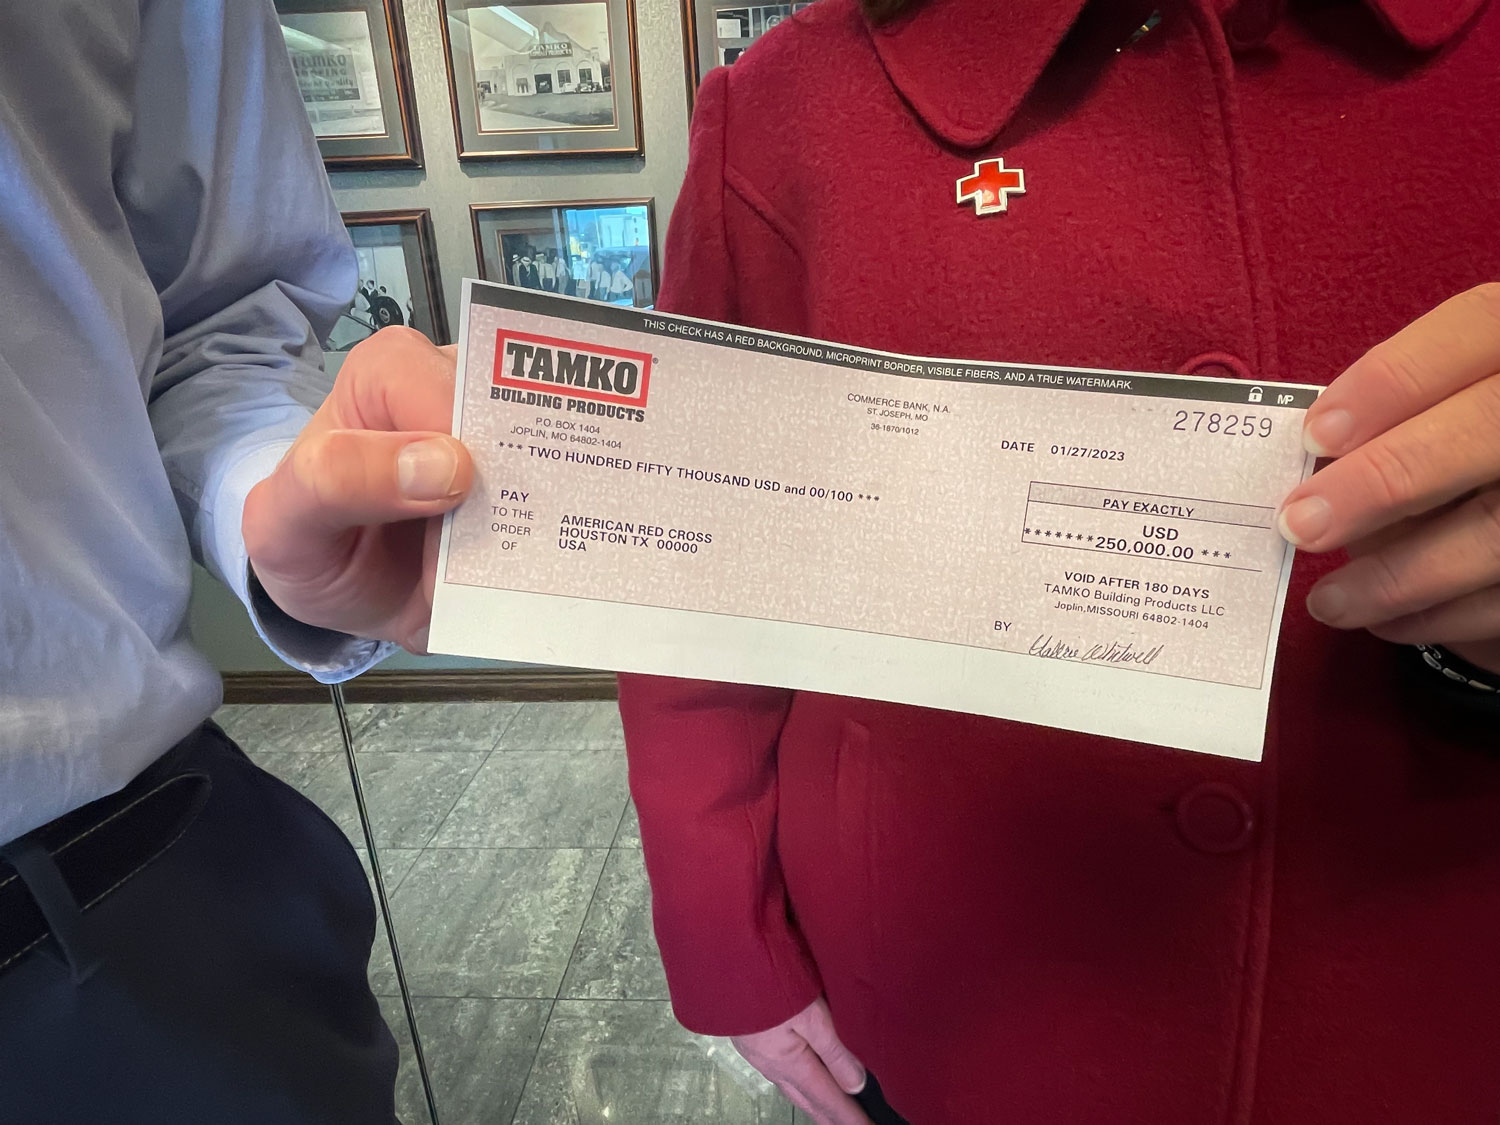 TAMKO
THIS CHECK HAS A RED BACKGROUND, MICROPRINT BORDER, VISIBLE FIBERS, AND A TRUE WATERMARK.
MP
TAMKO®
BUILDING PRODUCTS
P.O. BOX 1404
JOPLIN, MO 64802-1404
COMMERCE BANK, N.A.
ST. JOSEPH, MO
36-1670/1012
278259
DATE 01/27/2023
*** TWO HUNDRED FIFTY THOUSAND USD and 00/100 ***
PAY EXACTLY
USD
*******250,000.00 ***
PAY
TO THE
ORDER
OF
AMERICAN RED CROSS
HOUSTON TX 00000
USA
VOID AFTER 180 DAYS
TAMKO Building Products LLC
Joplin,MISSOURI 64802-1404
BY